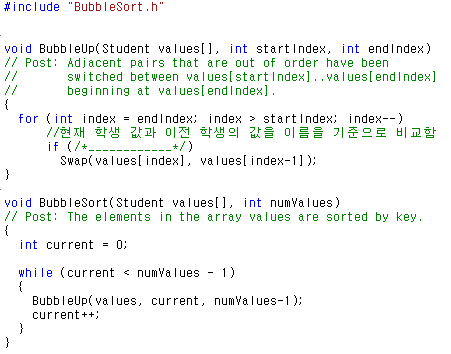 #include "BubbleSort.h"
void BubbleUp(Student values[], int startIndex, int endIndex)
// Post: Adjacent pairs that are out of order have been
//       switched between values[startIndex]..values[endIndex]
//       beginning at values[endIndex].
{
  for (int index = endIndex; index > startIndex; index--)
      //현재 학생 값과 이전 학생의 값을 이름을 기준으로 비교함
      if (/*____________*/)
        Swap(values[index], values[index-1]);
}
void BubbleSort(Student values[], int numValues)
// Post: The elements in the array values are sorted by key.
{
  int current = 0;
  while (current < numValues - 1)
  {
    BubbleUp(values, current, numValues-1);
    current++;
  }
}